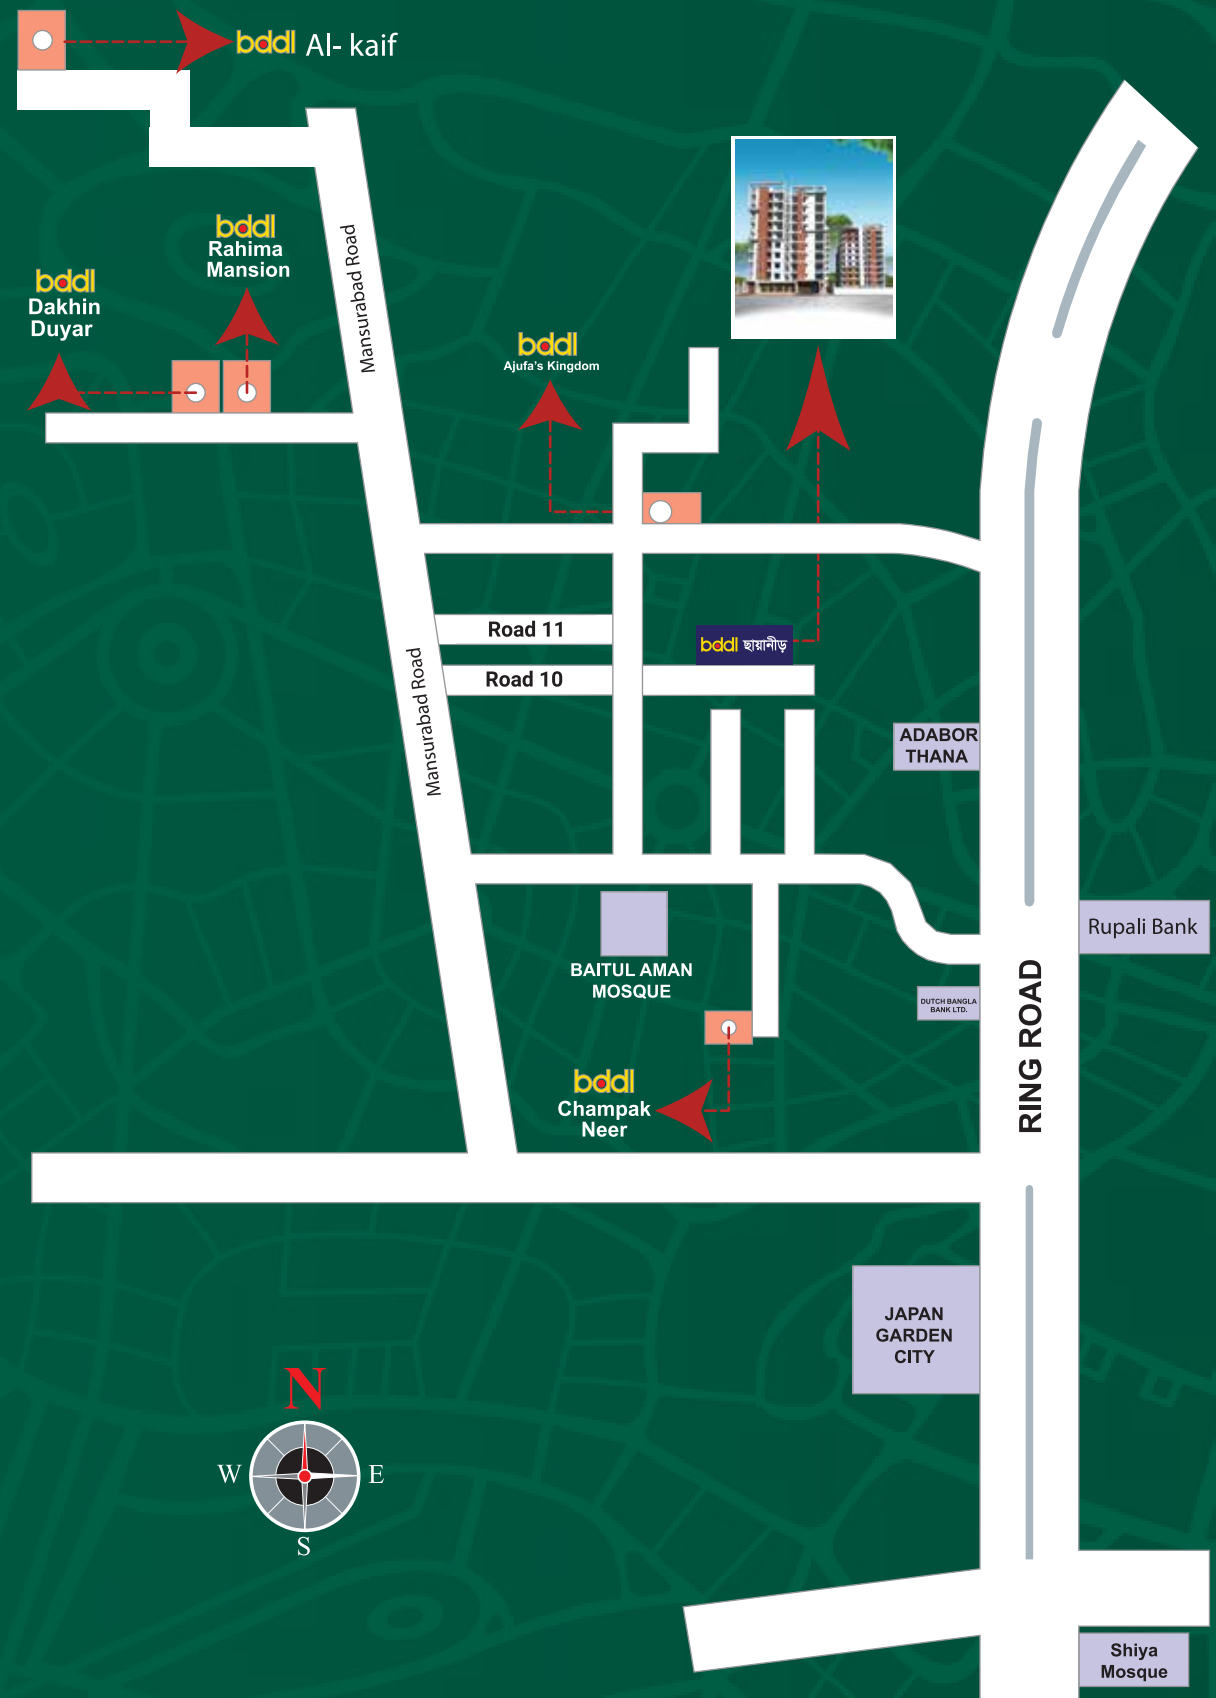 bddl Al- kaif
bddl
Rahima
Mansion
bddl
Dakhin
Duyar
Mansurabad Road
bddl
Ajufa's Kingdom
Road 11
bddl ছায়ানীড়
Road 10
Mansurabad Road
ADABOR
THANA
Rupali Bank
BAITUL AMAN
MOSQUE
DUTCH BANGLA
BANK LTD.
RING ROAD
bddl
Champak
Neer
JAPAN
GARDEN
CITY
N
W
E
S
Shiya
Mosque